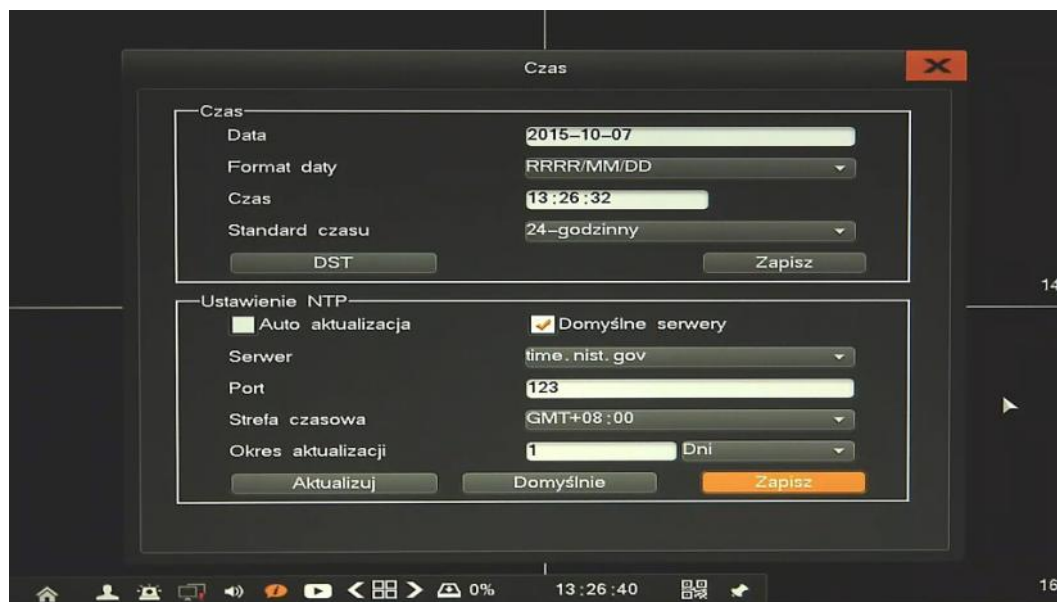 Czas
Czas
Data 2015-10-07
Format daty RRRR/MM/DD
Czas 13:26:32
Standard czasu 24-godzinny
DST Zapisz
14
Ustawienie NTP
Auto aktualizacja Domyślne serwery
Serwer time.nist.gov
Port 123
Strefa czasowa GMT+08:00
Okres aktualizacji 1 Dni
Aktualizuj Domyślnie Zapisz
0% 13:26:40
16